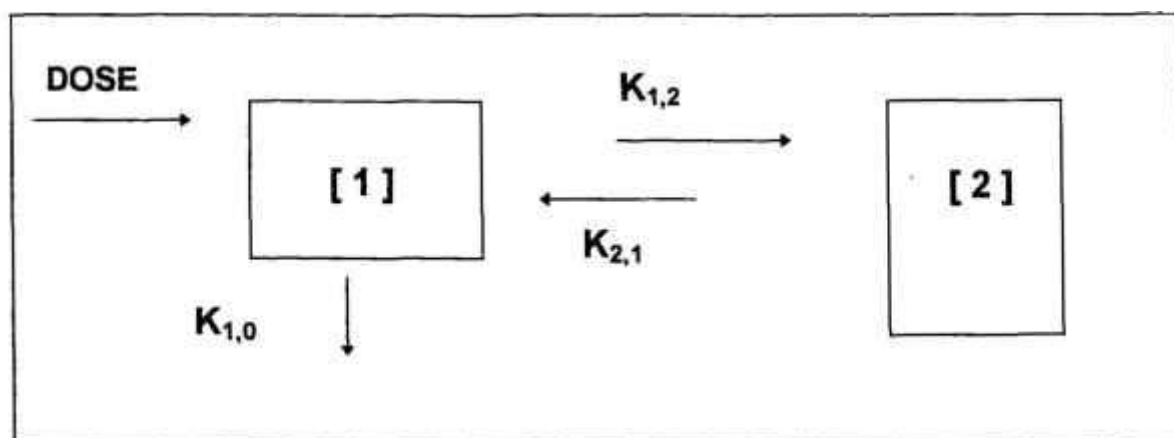 DOSE
K1,2
[ 1 ]
[ 2 ]
K2,1
K1,0